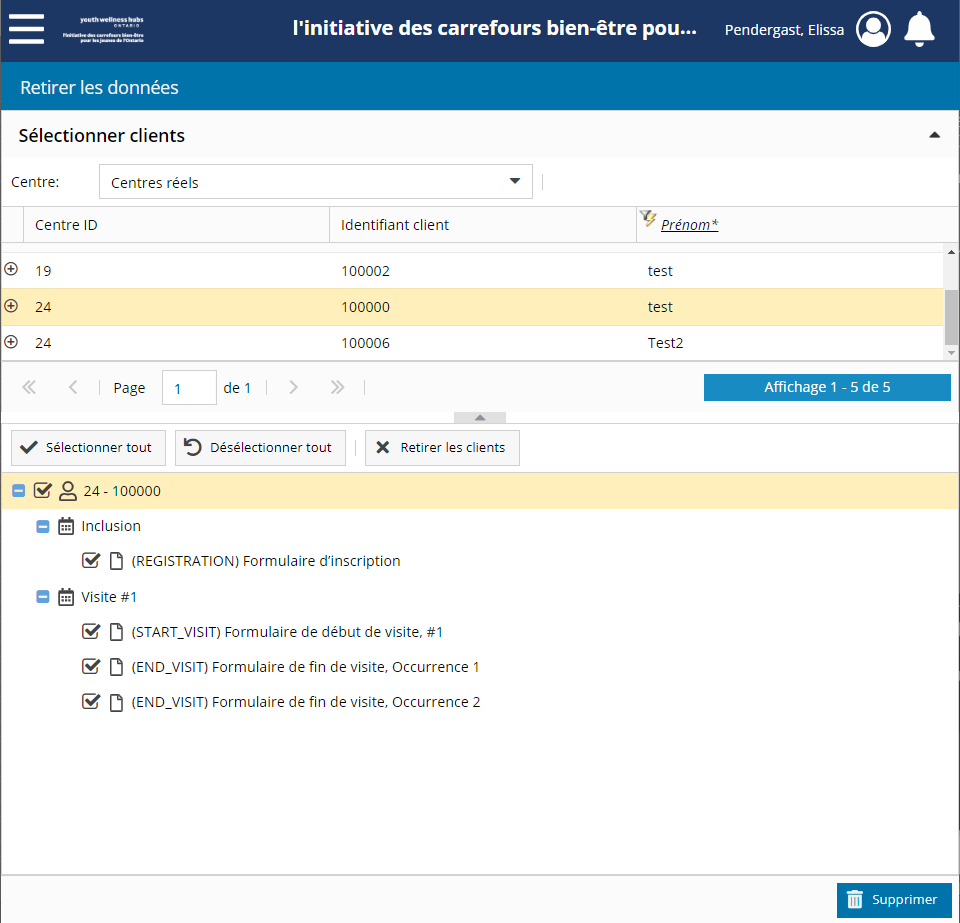 youth wellness hubs
ONTARIO
l'initiative des carrefours bien-être
pour les jeunes de l'Ontario
l'initiative des carrefours bien-être pou...
Pendergast, Elissa
Retirer les données
Sélectionner clients
Centre: Centres réels
Centre ID Identifiant client Prénom*
19 100002 test
24 100000 test
24 100006 Test2
Page 1 de 1 Affichage 1 - 5 de 5
Sélectionner tout Désélectionner tout Retirer les clients
24 - 100000
Inclusion
(REGISTRATION) Formulaire d’inscription
Visite #1
(START_VISIT) Formulaire de début de visite, #1
(END_VISIT) Formulaire de fin de visite, Occurrence 1
(END_VISIT) Formulaire de fin de visite, Occurrence 2
Supprimer